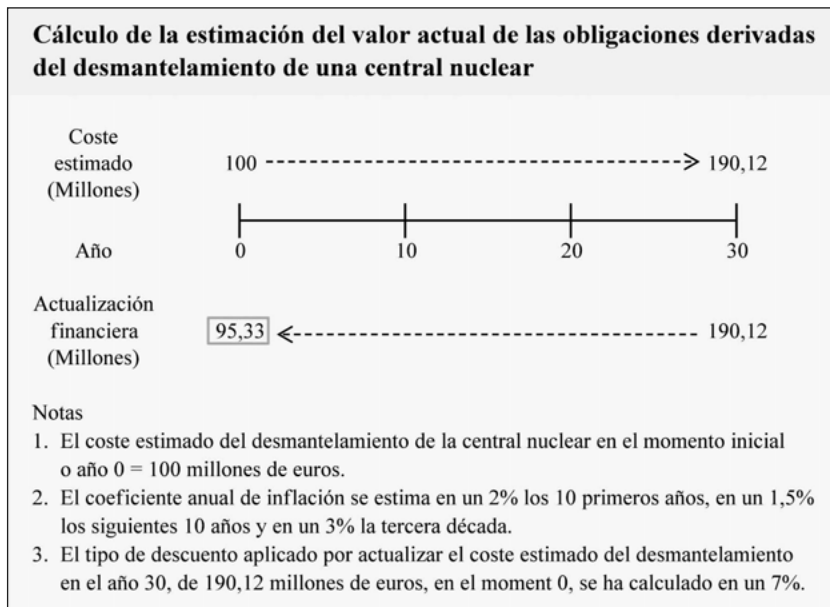 Cálculo de la estimación del valor actual de las obligaciones derivadas
del desmantelamiento de una central nuclear
Coste
estimado
(Millones)
100
190,12
Año
0
10
20
30
Actualización
financiera
(Millones)
95,33
190,12
Notas
1. El coste estimado del desmantelamiento de la central nuclear en el momento inicial
o año 0 = 100 millones de euros.
2. El coeficiente anual de inflación se estima en un 2% los 10 primeros años, en un 1,5%
los siguientes 10 años y en un 3% la tercera década.
3. El tipo de descuento aplicado por actualizar el coste estimado del desmantelamiento
en el año 30, de 190,12 millones de euros, en el moment 0, se ha calculado en un 7%.